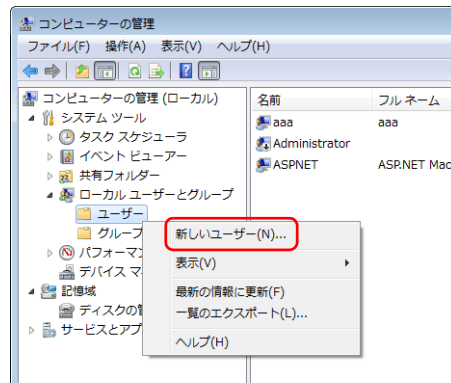 コンピューターの管理
ファイル(F) 操作(A) 表示(V) ヘルプ(H)
コンピューターの管理 (ローカル)
システム ツール
タスク スケジューラ
イベント ビューアー
共有フォルダー
ローカル ユーザーとグループ
ユーザー
グループ
パフォーマン
デバイス マ
記憶域
ディスクの管
サービスとアプ
名前 フル ネーム
aaa aaa
Administrator
ASPNET ASP.NET Mac
新しいユーザー(N)...
表示(V)
最新の情報に更新(F)
一覧のエクスポート(L)...
ヘルプ(H)